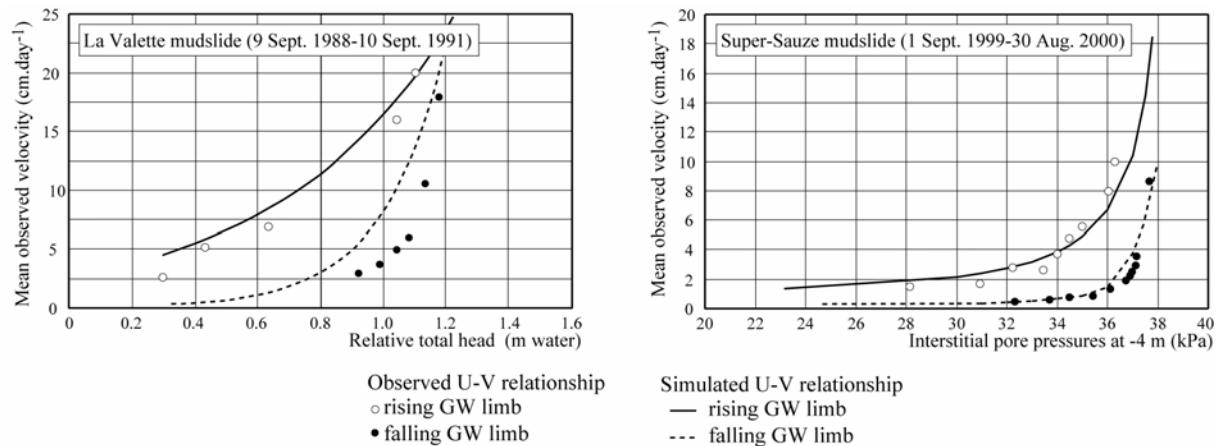 La Valette mudslide (9 Sept. 1988-10 Sept. 1991)
Mean observed velocvity (cm.day-1)
25
20
15
10
5
0
0 0.2 0.4 0.6 0.8 1.0 1.2 1.4 1.6
Relative total head (m water)
Super-Sauze mudslide (1 Sept. 1999-30 Aug. 2000)
Mean observed velocity (cm.day-1)
20
18
16
14
12
10
8
6
4
2
0
20 22 24 26 28 30 32 34 36 38 40
Interstitial pore pressures at -4 m (kPa)
Observed U-V relationship
rising GW limb
falling GW limb
Simulated U-V relationship
rising GW limb
falling GW limb